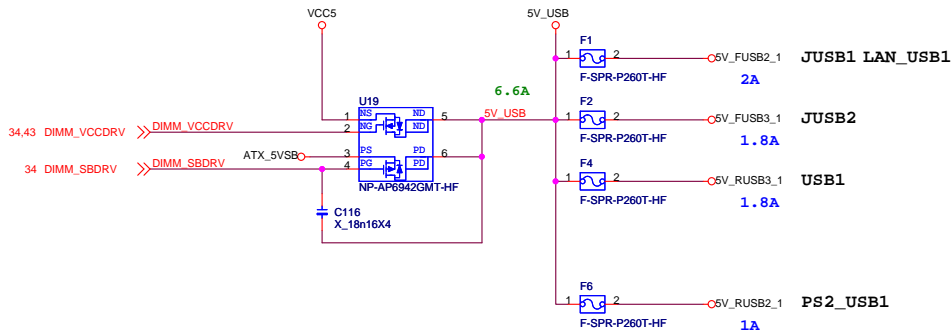 VCC5
5V_USB
F1
1
2
5V_FUSB2_1
JUSB1 LAN_USB1
F-SPR-P260T-HF
2A
6.6A
U19
34,43 DIMM_VCCDRV
DIMM_VCCDRV
1
2
NS
NG
ND
ND
5
5V_USB
F2
1
2
5V_FUSB3_1
JUSB2
F-SPR-P260T-HF
1.8A
ATX_5VSB
34 DIMM_SBDRV
DIMM_SBDRV
3
4
PS
PG
PD
PD
6
NP-AP6942GMT-HF
F4
1
2
5V_RUSB3_1
USB1
F-SPR-P260T-HF
1.8A
C116
X_18n16X4
F6
1
2
5V_RUSB2_1
PS2_USB1
F-SPR-P260T-HF
1A